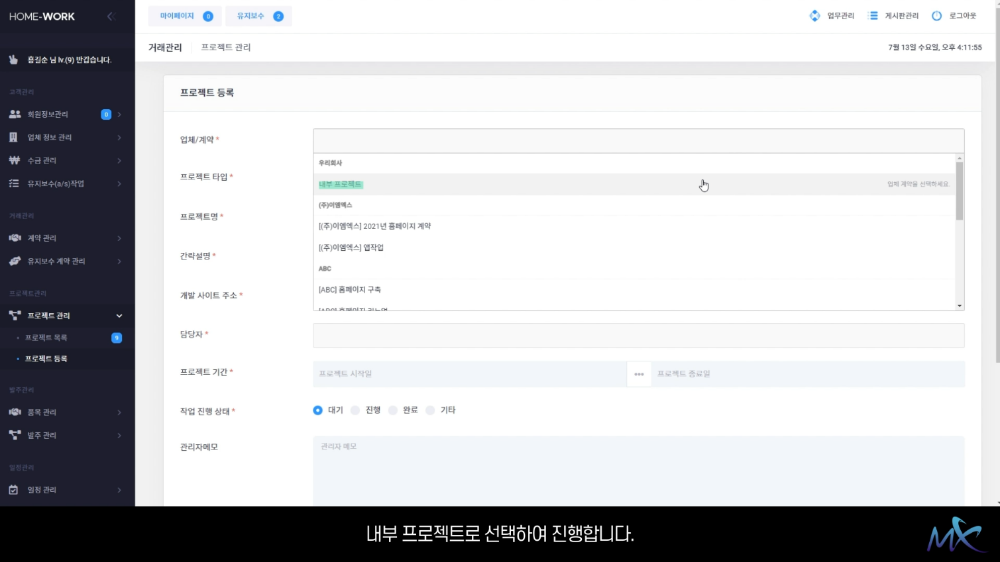 HOME-WORK
마이페이지 0
유지보수 2
업무관리
게시판관리
로그아웃
거래관리
프로젝트 관리
7월 13일 수요일, 오후 4:11:55
홍길순 님 lv.(9) 반갑습니다.
고객관리
회원정보관리 0
업체 정보 관리
수금 관리
유지보수(a/s)작업
거래관리
계약 관리
유지보수 계약 관리
프로젝트관리
프로젝트 관리
프로젝트 목록 9
프로젝트 등록
발주관리
품목 관리
발주 관리
일정관리
일정 관리
프로젝트 등록
업체/계약 *
우리회사
내부 프로젝트
업체 계약을 선택하세요.
(주)이엠엑스
[(주)이엠엑스] 2021년 홈페이지 계약
[(주)이엠엑스] 앱작업
ABC
[ABC] 홈페이지 구축
[ABC] 홈페이지 리뉴얼
프로젝트 타입 *
프로젝트명 *
간략설명 *
개발 사이트 주소 *
담당자 *
프로젝트 기간 *
프로젝트 시작일
프로젝트 종료일
작업 진행 상태 *
대기 진행 완료 기타
관리자메모
관리자 메모
내부 프로젝트로 선택하여 진행합니다.
MX